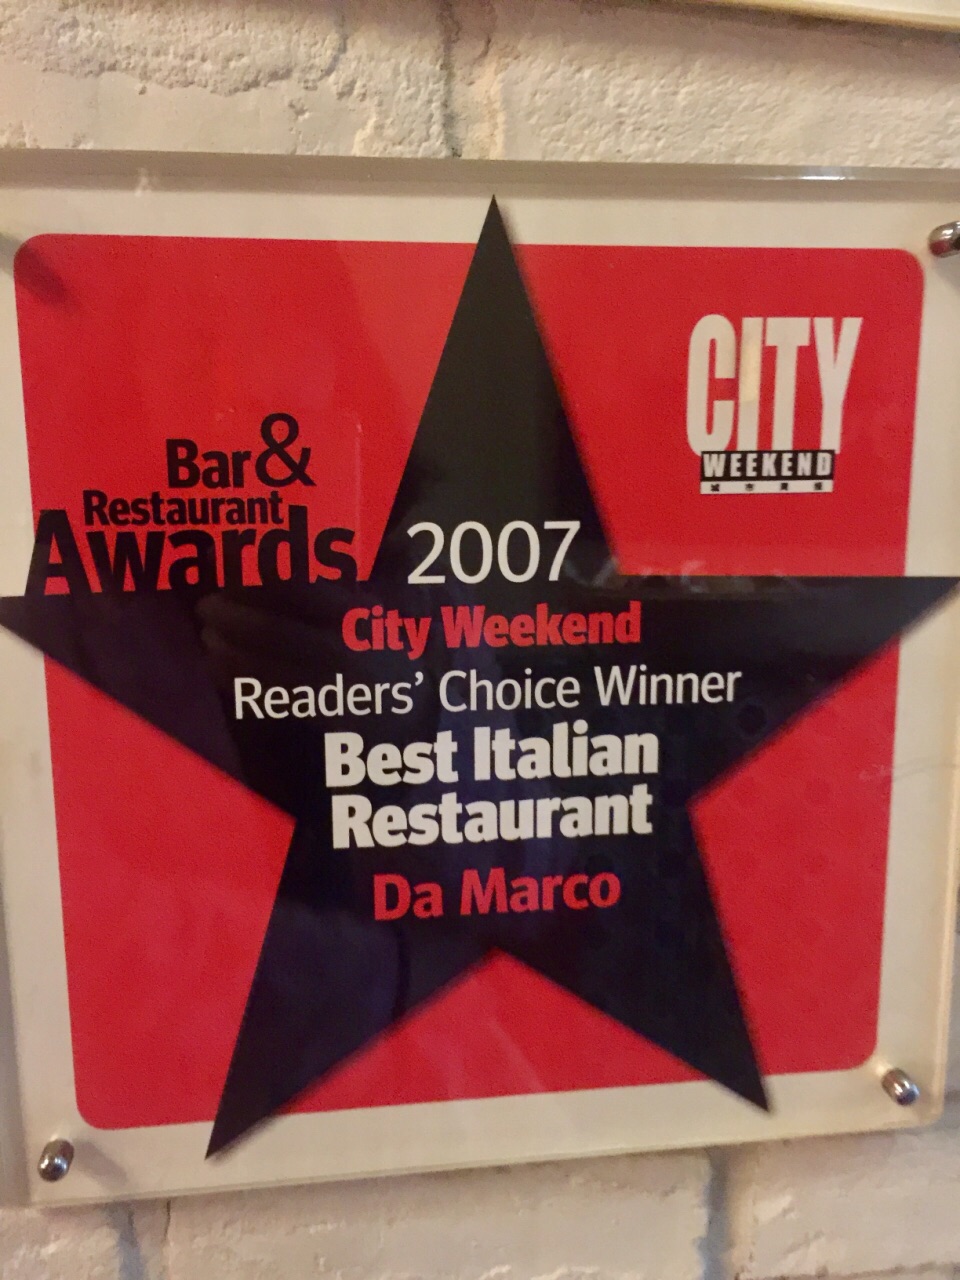 Bar&
Restaurant
Awards
CITY
WEEKEND
2007
City Weekend
Readers' Choice Winner
Best Italian
Restaurant
Da Marco